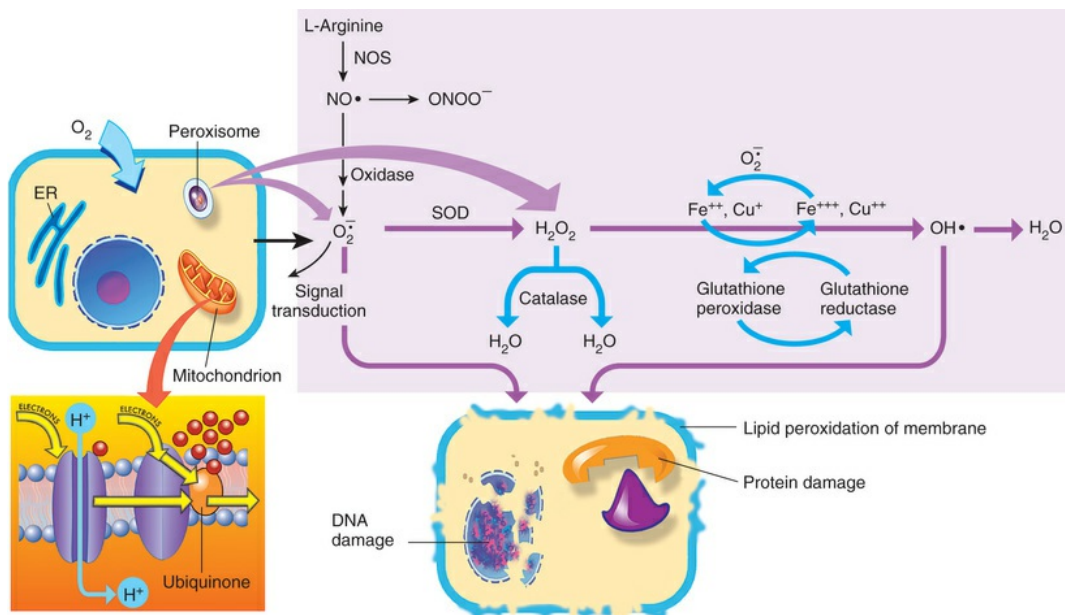 L-Arginine
NOS
NO• → ONOO⁻
O₂
Peroxisome
ER
Oxidase
O₂•⁻
SOD
H₂O₂
O₂•⁻
Fe⁺⁺, Cu⁺
Fe⁺⁺⁺, Cu⁺⁺
OH•
H₂O
Signal
transduction
Catalase
H₂O
H₂O
Glutathione
peroxidase
Glutathione
reductase
Mitochondrion
ELECTRONS
H⁺
ELECTRONS
Ubiquinone
H⁺
Lipid peroxidation of membrane
Protein damage
DNA
damage